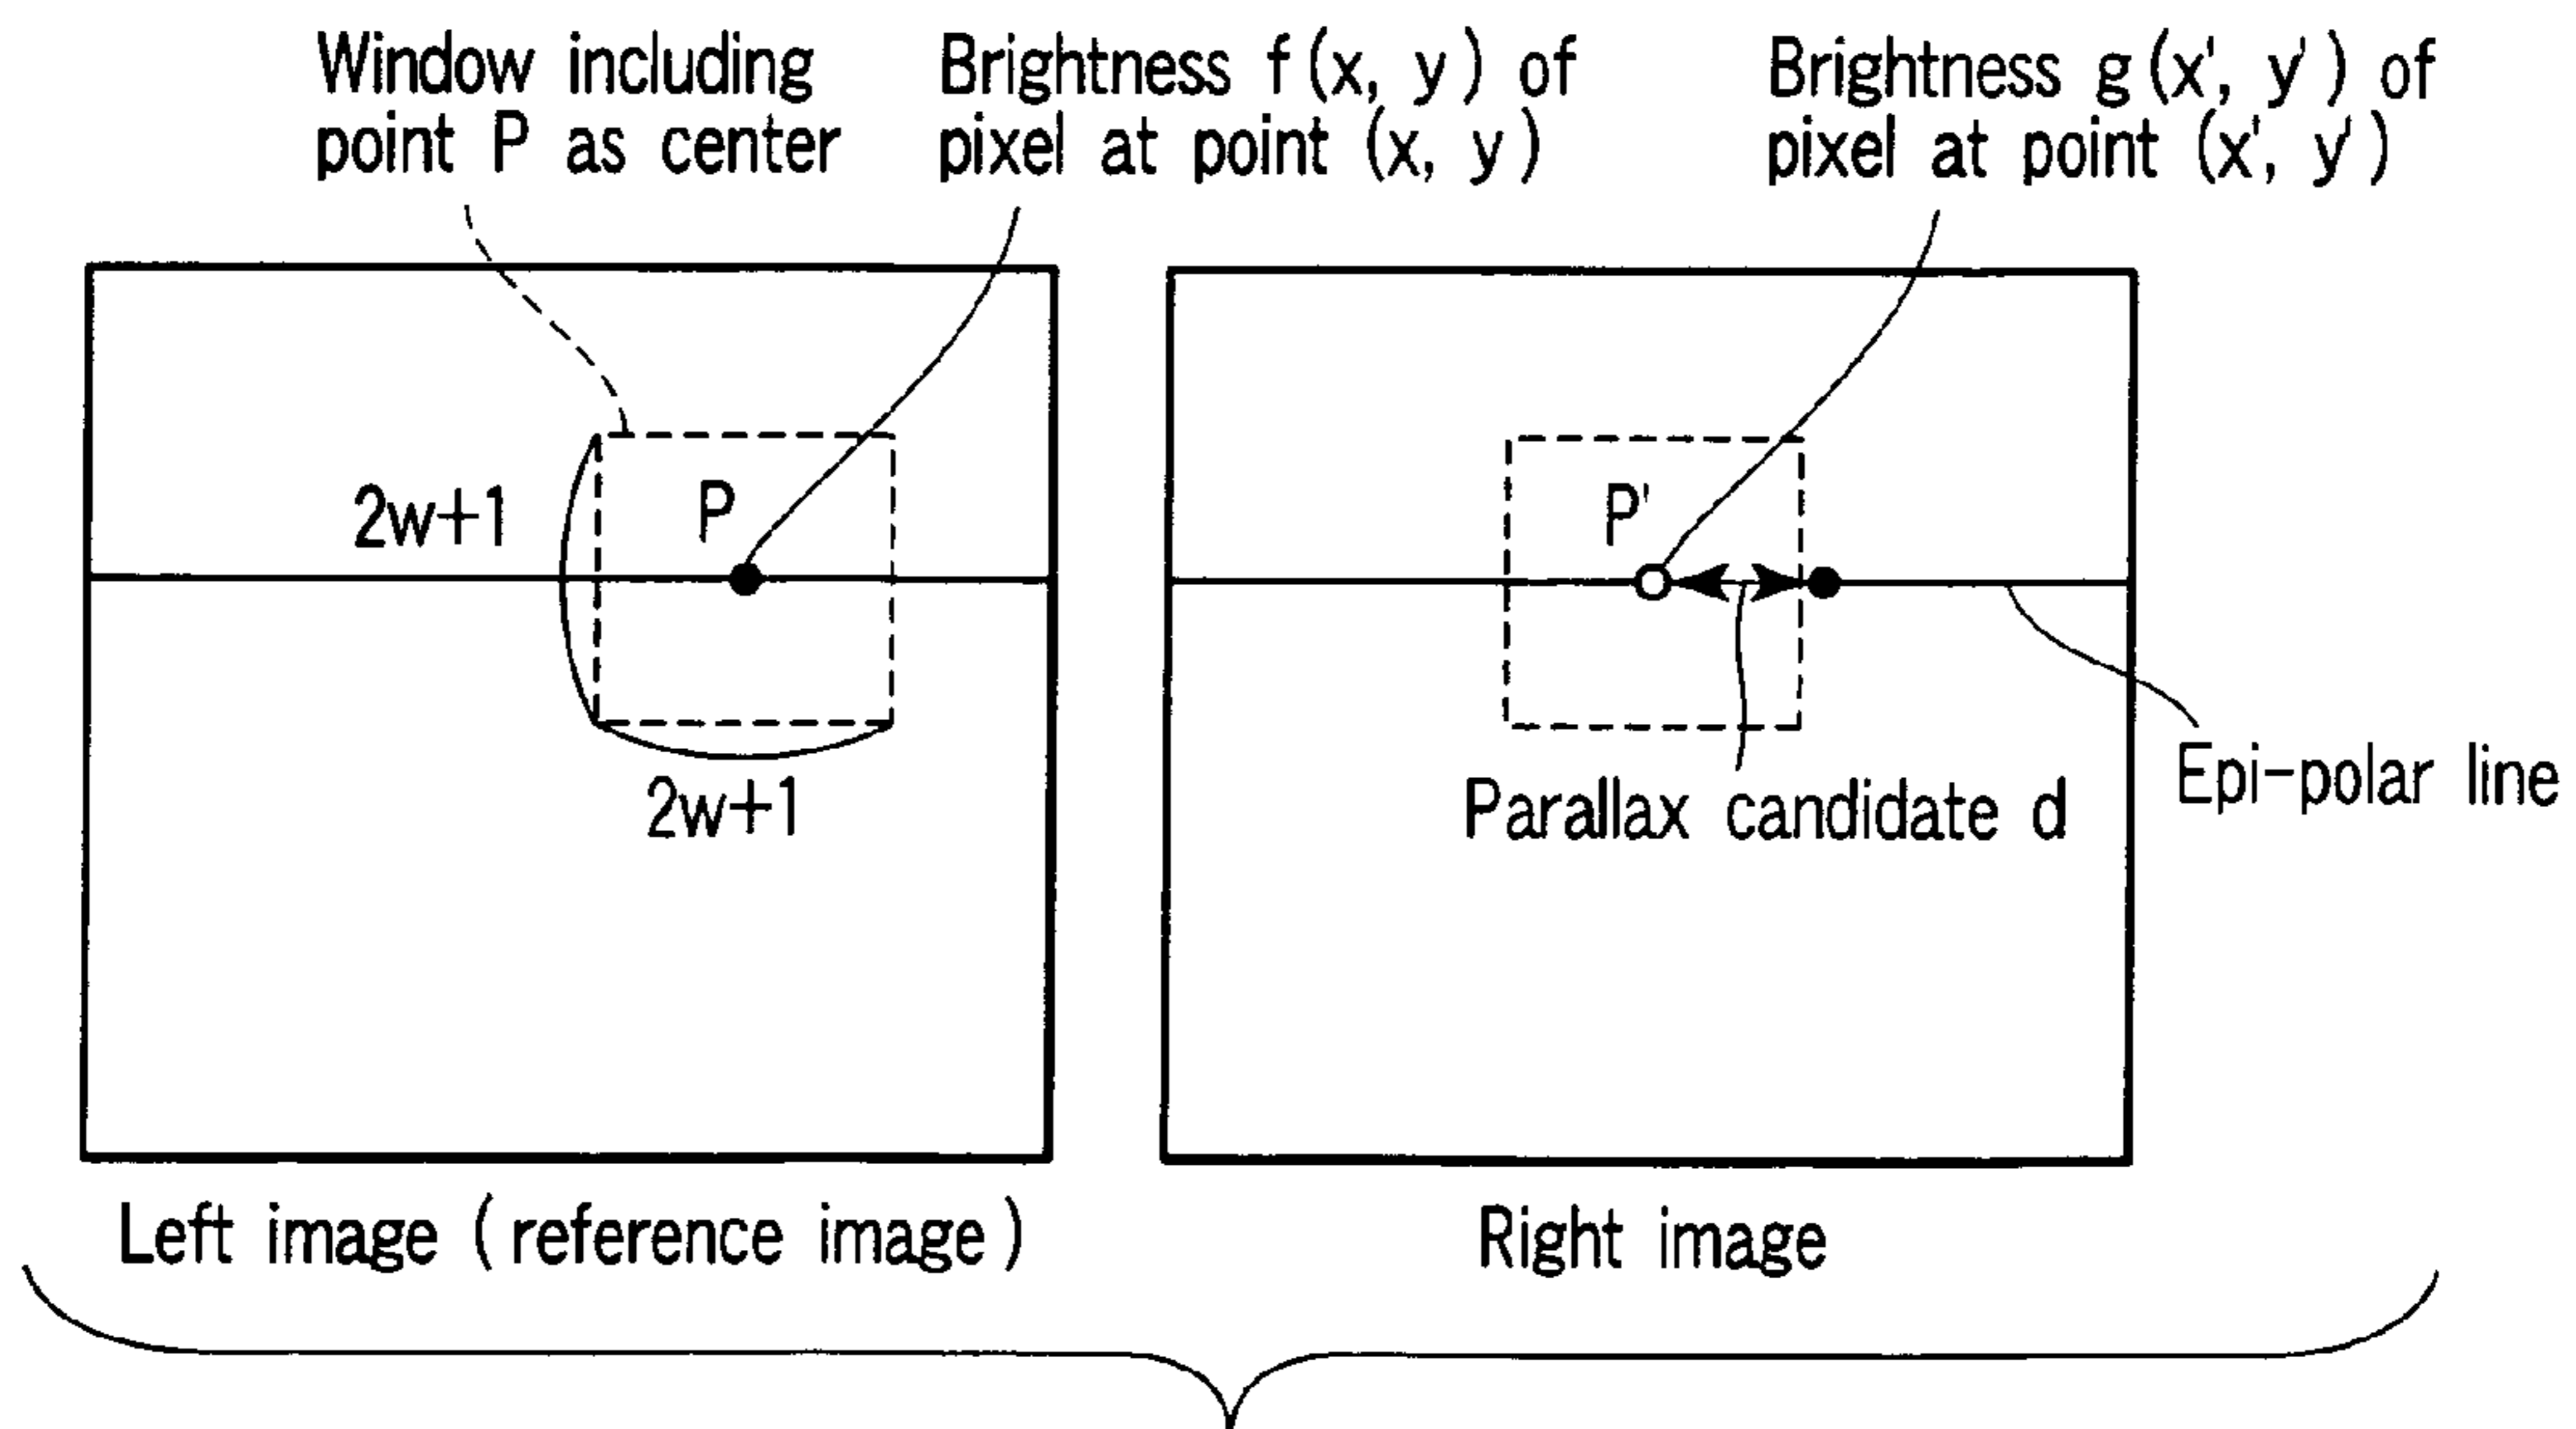 Window including
point P as center
Brightness f(x, y) of
pixel at point (x, y)
Brightness g(x', y') of
pixel at point (x', y')
2w+1
P
2w+1
P'
Parallax candidate d
Epi-polar line
Left image (reference image)
Right image